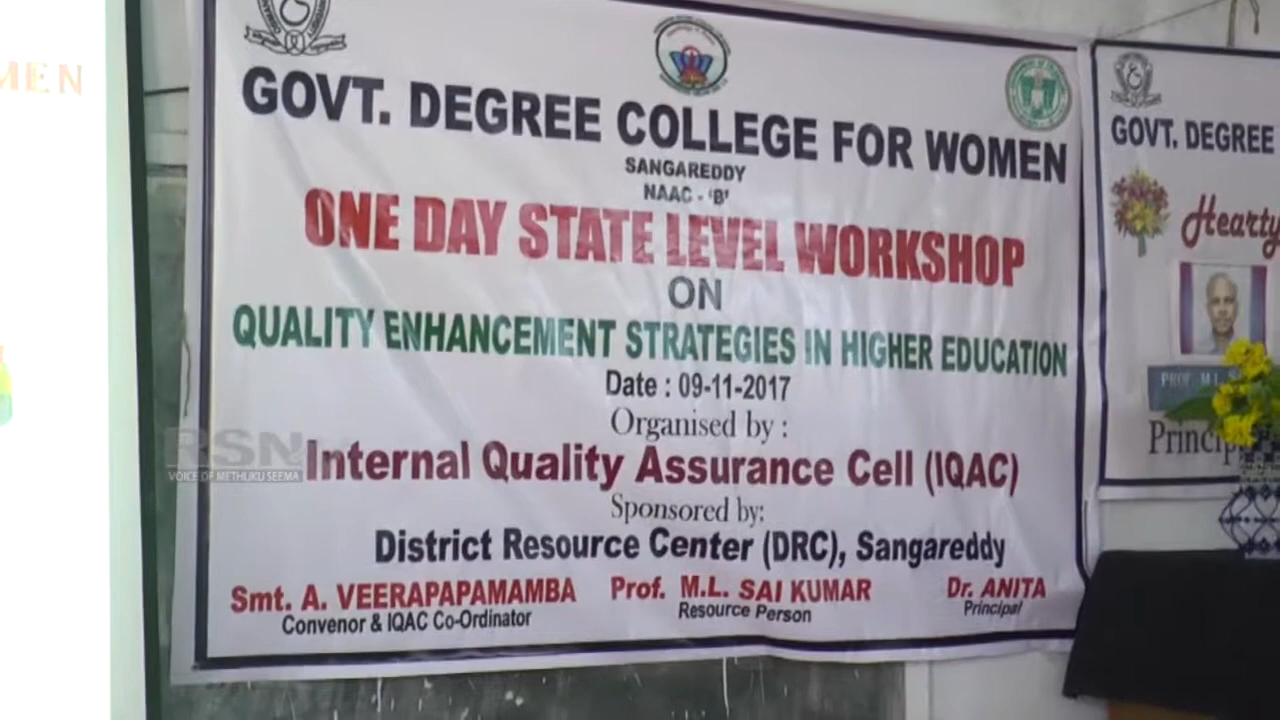 MEN
GOVT. DEGREE COLLEGE FOR WOMEN
SANGAREDDY
NAAC - 'B'
ONE DAY STATE LEVEL WORKSHOP
ON
QUALITY ENHANCEMENT STRATEGIES IN HIGHER EDUCATION
Date : 09-11-2017
Organised by :
Internal Quality Assurance Cell (IQAC)
Sponsored by:
District Resource Center (DRC), Sangareddy
Smt. A. VEERAPAPAMAMBA
Convenor & IQAC Co-Ordinator
Prof. M.L. SAI KUMAR
Resource Person
Dr. ANITA
Principal
RSN
VOICE OF METHUKU SEEMA
GOVT. DEGREE
Hearty
PROF. M.L.